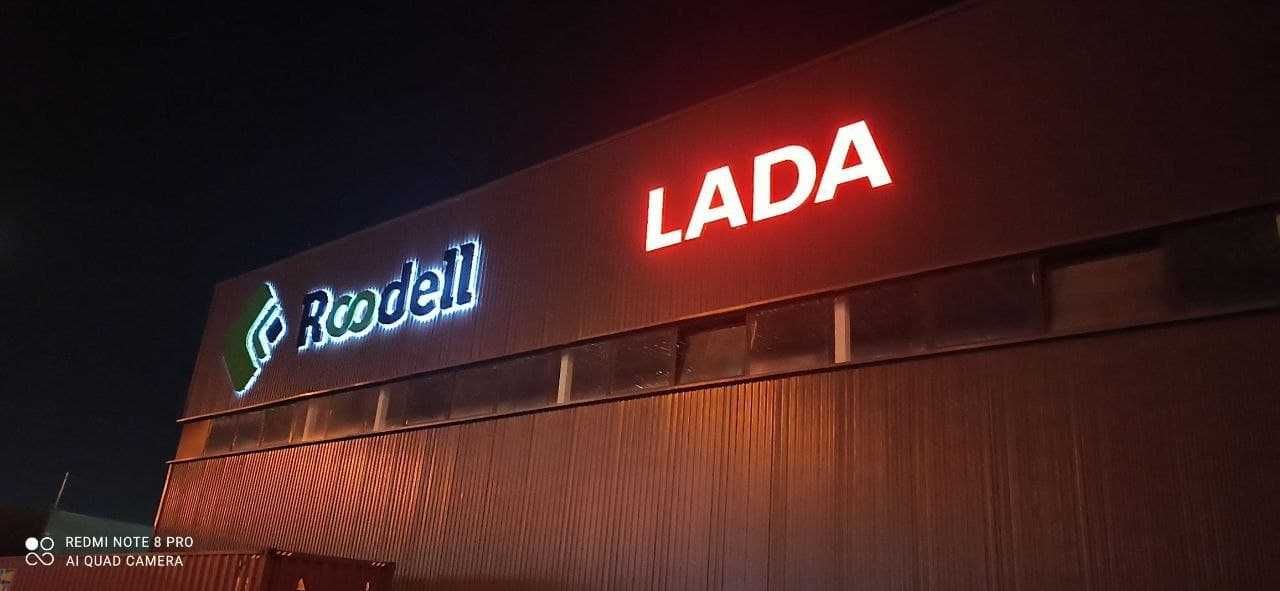 Roodell
LADA
REDMI NOTE 8 PRO
AI QUAD CAMERA